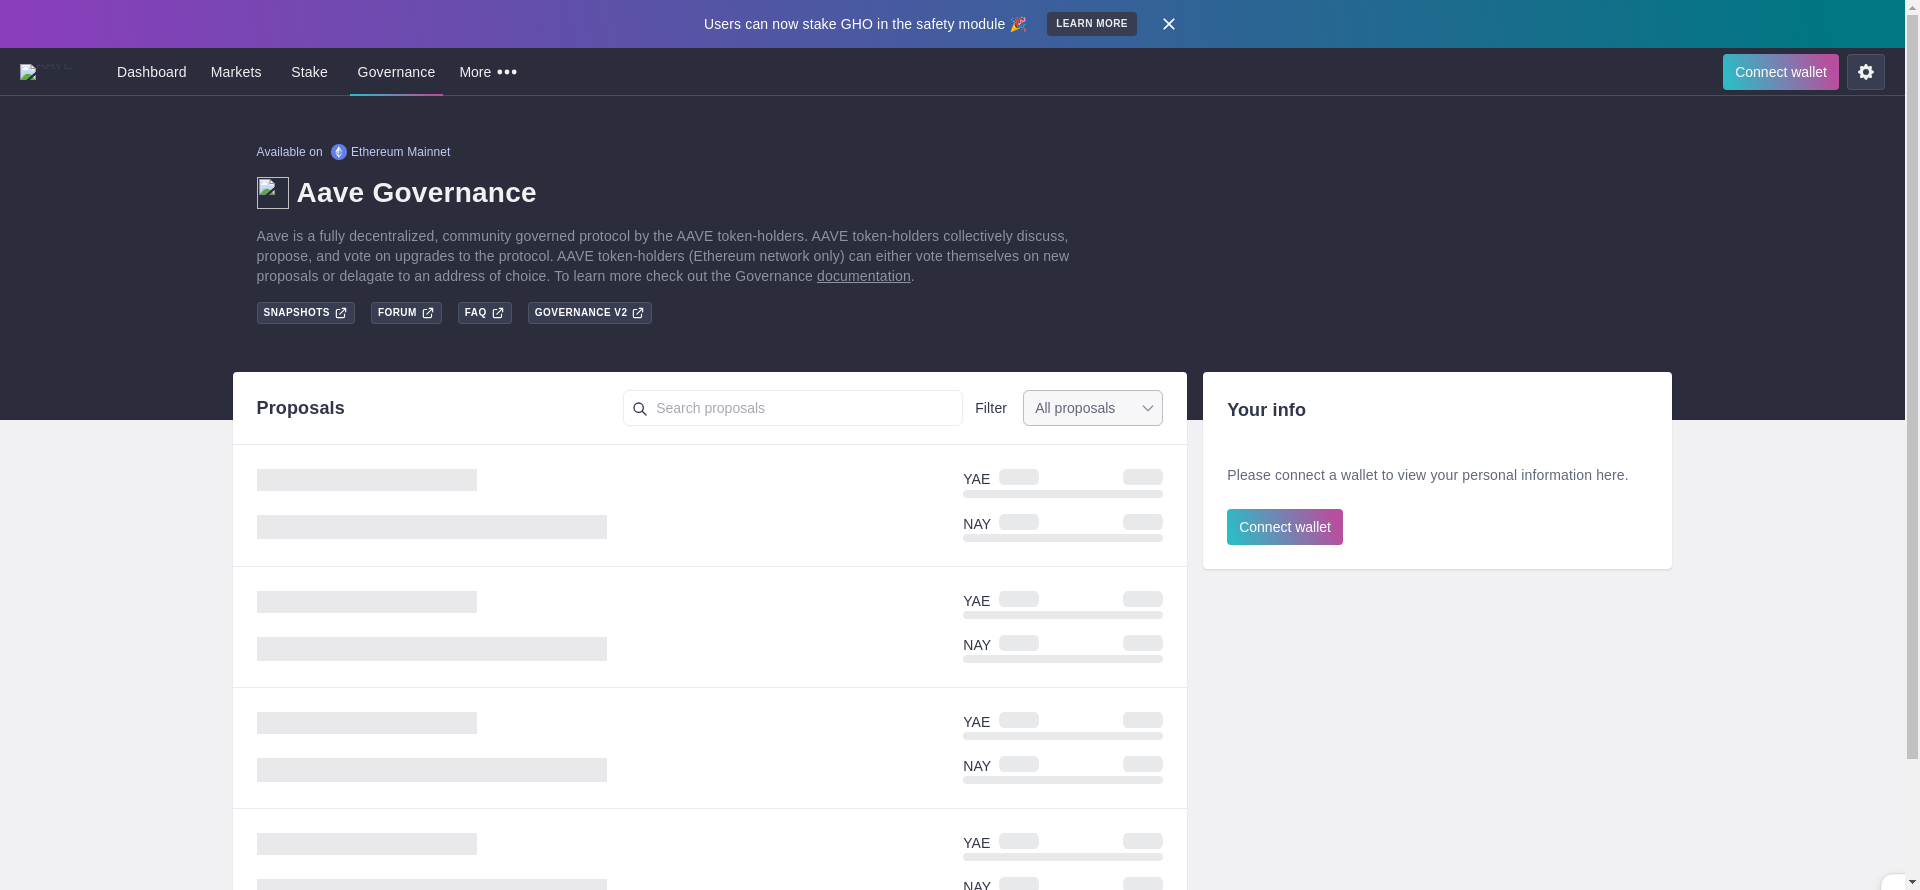 Users can now stake GHO in the safety module 🎉 LEARN MORE
Dashboard Markets Stake Governance More Connect wallet
Available on Ethereum Mainnet
Aave Governance
Aave is a fully decentralized, community governed protocol by the AAVE token-holders. AAVE token-holders collectively discuss,
propose, and vote on upgrades to the protocol. AAVE token-holders (Ethereum network only) can either vote themselves on new
proposals or delagate to an address of choice. To learn more check out the Governance documentation.
SNAPSHOTS FORUM FAQ GOVERNANCE V2
Proposals Search proposals Filter All proposals
YAE
NAY
YAE
NAY
YAE
NAY
YAE
NAY
Your info
Please connect a wallet to view your personal information here.
Connect wallet